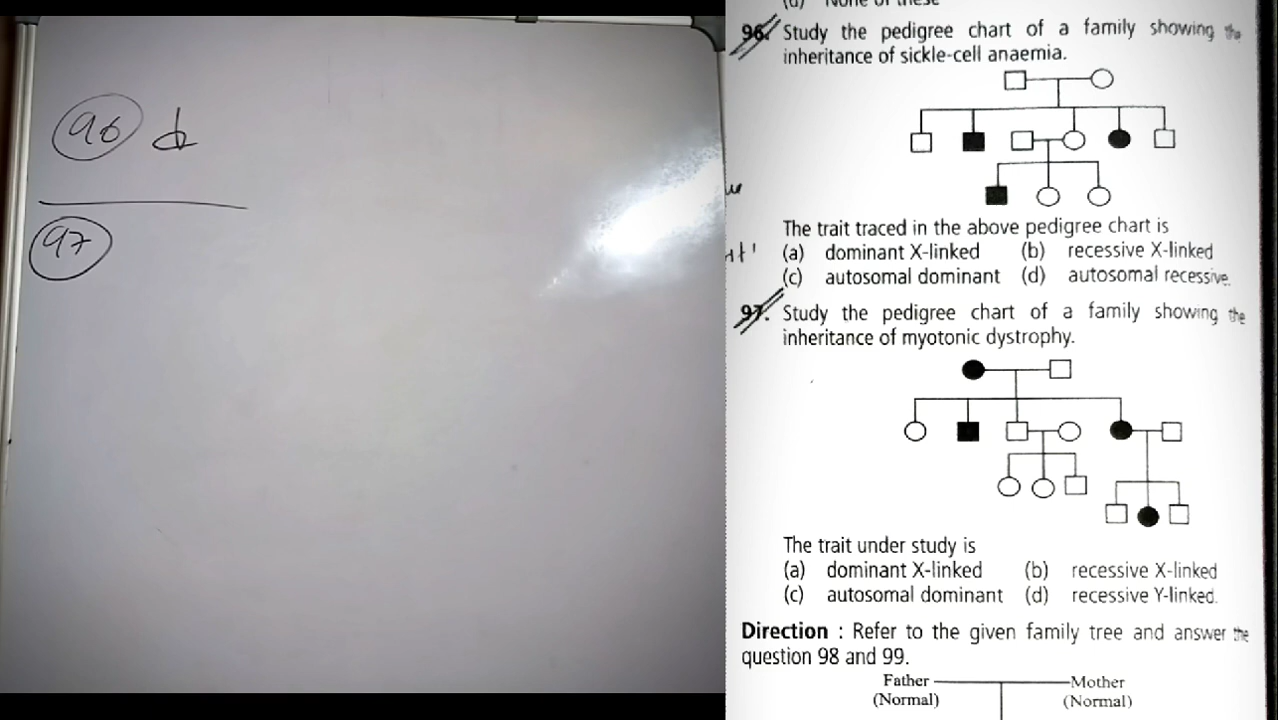 96 d
97
(d) None of these
96. Study the pedigree chart of a family showing the
inheritance of sickle-cell anaemia.
The trait traced in the above pedigree chart is
(a) dominant X-linked (b) recessive X-linked
(c) autosomal dominant (d) autosomal recessive.
97. Study the pedigree chart of a family showing the
inheritance of myotonic dystrophy.
The trait under study is
(a) dominant X-linked (b) recessive X-linked
(c) autosomal dominant (d) recessive Y-linked.
Direction : Refer to the given family tree and answer the
question 98 and 99.
Father Mother
(Normal) (Normal)